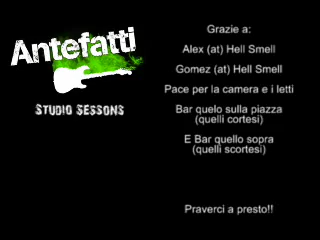 Antefatti
STUDIO SESSONS
Grazie a:
Alex (at) Hell Smell
Gomez (at) Hell Smell
Pace per la camera e i letti
Bar quelo sulla piazza
(quelli cortesi)
E Bar quello sopra
(quelli scortesi)
Praverci a presto!!